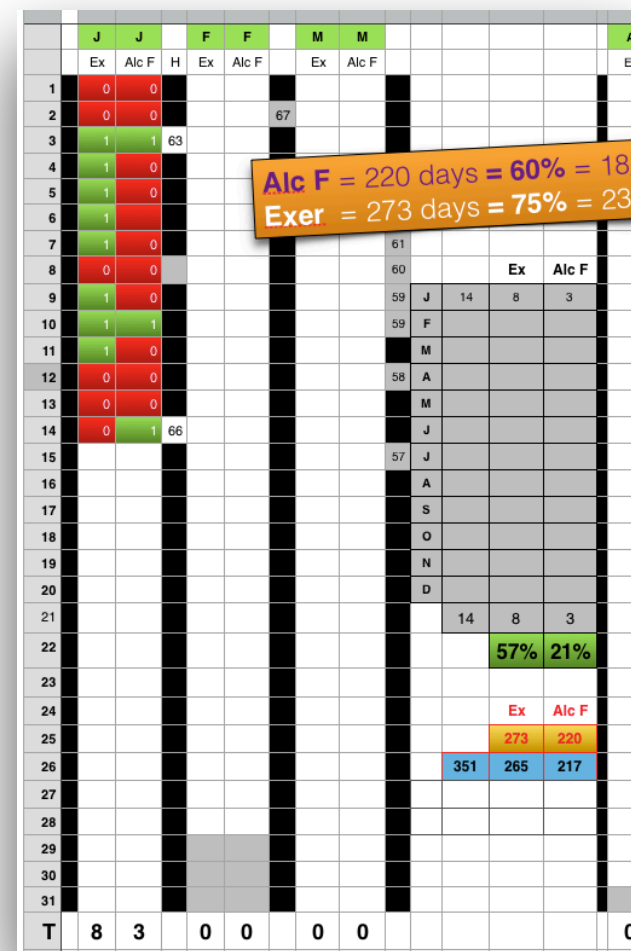 J J F F M M A
Ex Alc F H Ex Alc F Ex Alc F
1 0 0
2 0 0 67
3 1 1 63
4 1 0
5 1 0
Alc F = 220 days = 60% = 18
Exer = 273 days = 75% = 23
6 1
7 1 0 61
8 0 0 60 Ex Alc F
9 1 0 59 J 14 8 3
10 1 1 59 F
11 1 0 M
12 0 0 58 A
13 0 0 M
14 0 1 66 J
15 57 J
16 A
17 S
18 O
19 N
20 D
21 14 8 3
22 57% 21%
23
24 Ex Alc F
25 273 220
26 351 265 217
27
28
29
30
31
T 8 3 0 0 0 0